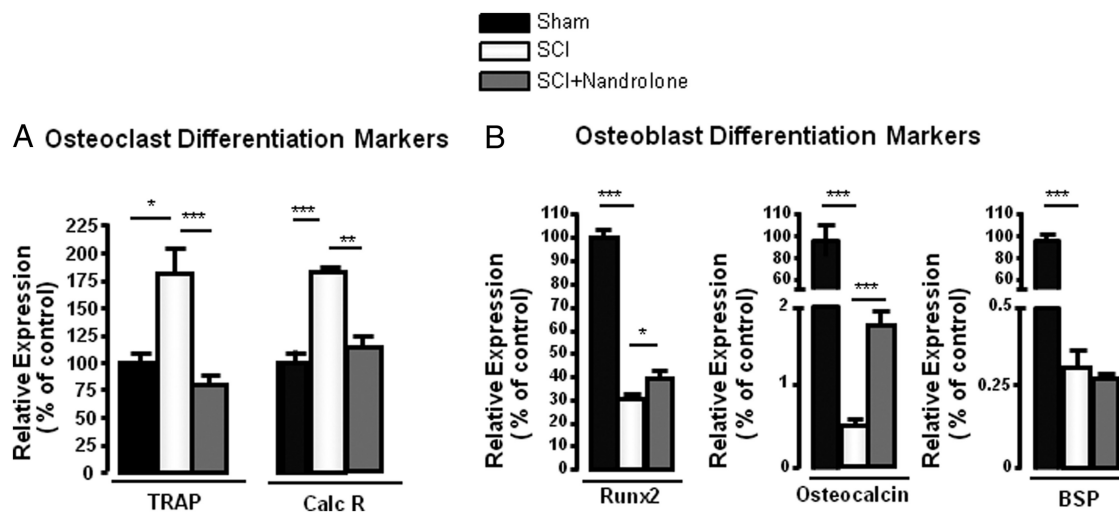 Sham
SCI
SCI+Nandrolone
A Osteoclast Differentiation Markers
B Osteoblast Differentiation Markers
Relative Expression
( % of control)
225
200
175
150
125
100
75
50
25
0
*
***
***
**
TRAP
Calc R
Relative Expression
( % of control)
110
100
90
80
70
60
50
40
30
20
10
0
***
*
Runx2
Relative Expression
( % of control)
110
100
80
60
2
1
0
***
***
Osteocalcin
Relative Expression
( % of control)
110
100
80
60
0.5
0.25
0
***
BSP